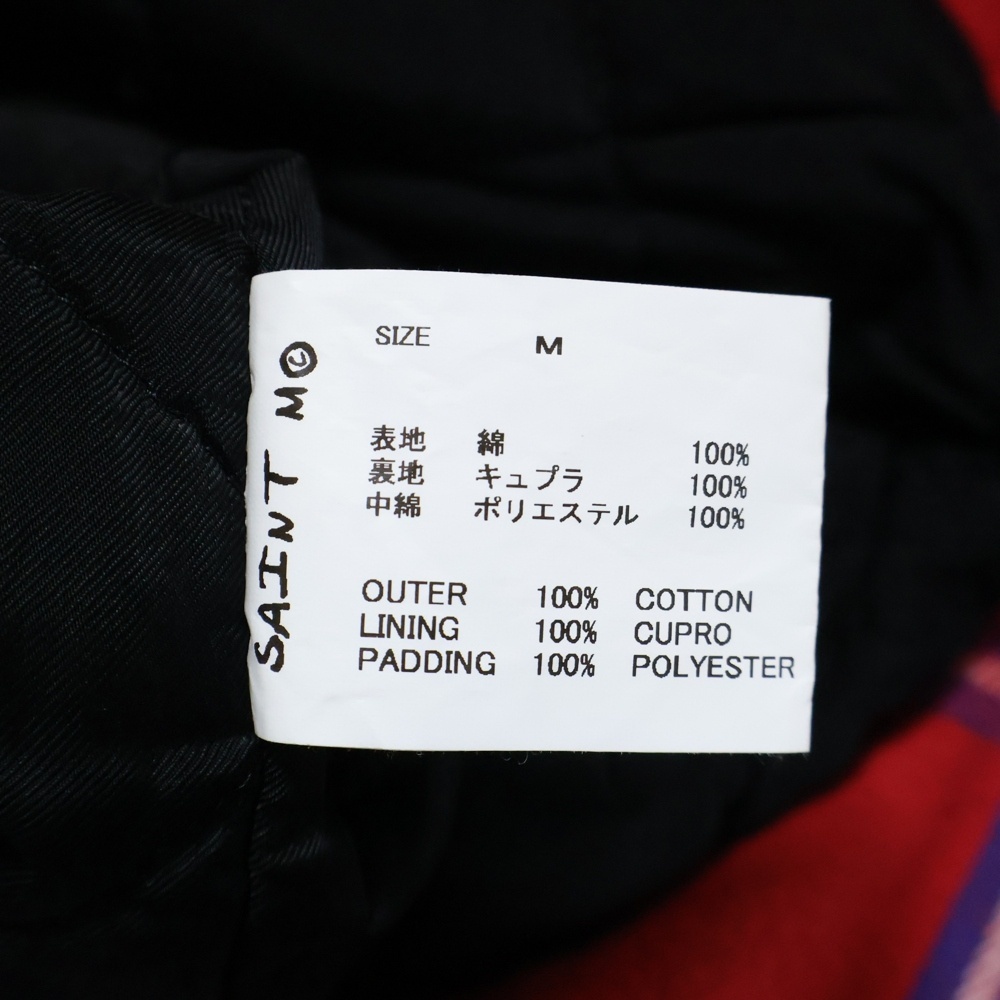 SAINT M©
SIZE M
表地 綿 100%
裏地 キュプラ 100%
中綿 ポリエステル 100%
OUTER 100% COTTON
LINING 100% CUPRO
PADDING 100% POLYESTER